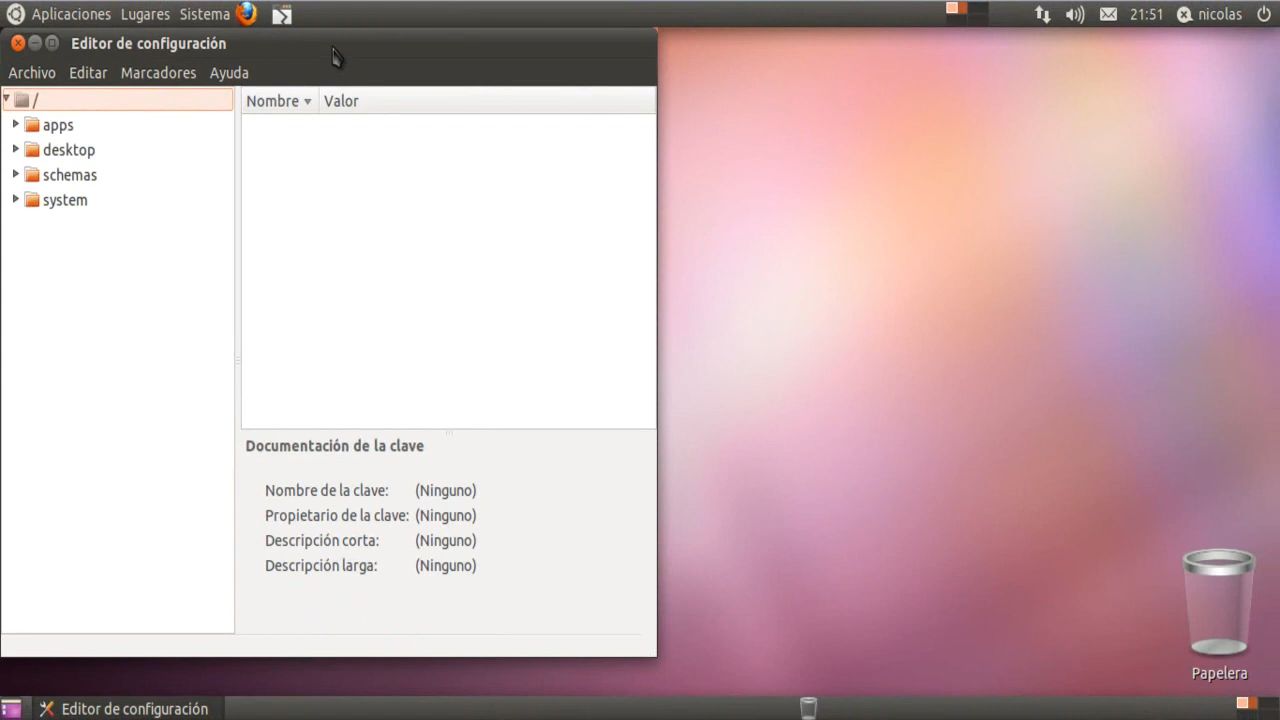 Aplicaciones Lugares Sistema 21:51 nicolas
Editor de configuración
Archivo Editar Marcadores Ayuda
/
apps
desktop
schemas
system
Nombre Valor
Documentación de la clave
Nombre de la clave: (Ninguno)
Propietario de la clave: (Ninguno)
Descripción corta: (Ninguno)
Descripción larga: (Ninguno)
Papelera
Editor de configuración